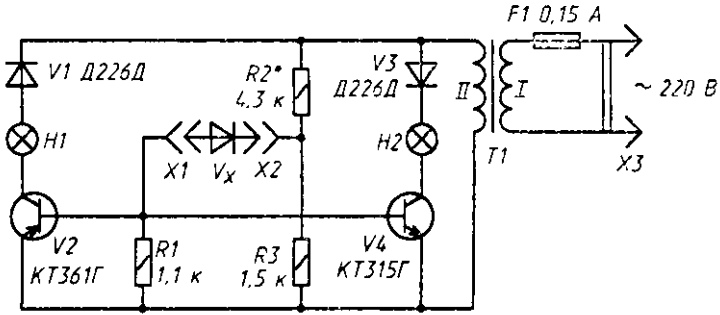 F1 0,15 А
V1 Д226Д
R2*
4,3 к
V3
Д226Д
II
I
~ 220 В
H1
X1
Vx
X2
H2
T1
X3
V2
КТ361Г
R1
1,1 к
R3
1,5 к
V4
КТ315Г